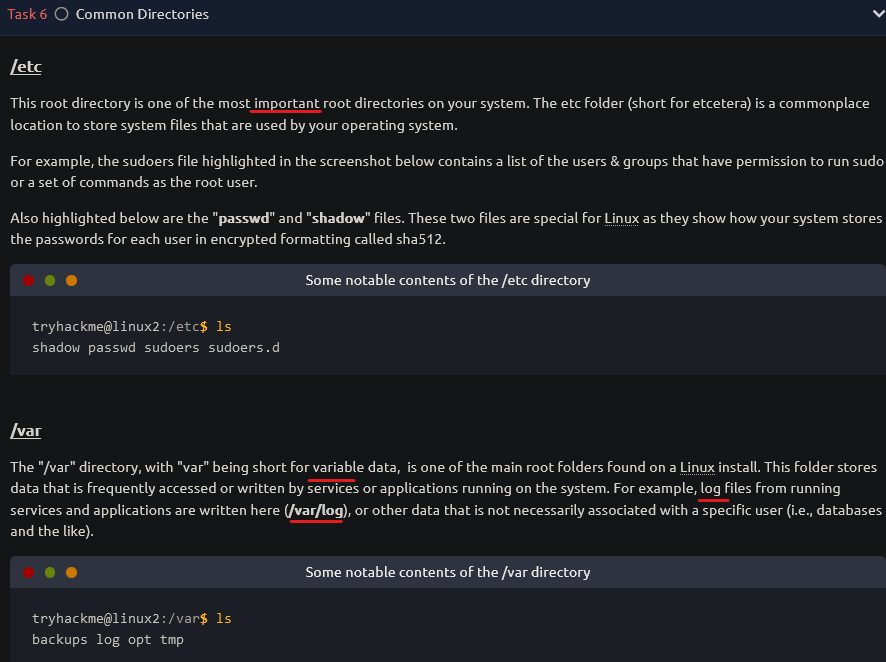 Task 6 Common Directories
/etc
This root directory is one of the most important root directories on your system. The etc folder (short for etcetera) is a commonplace
location to store system files that are used by your operating system.
For example, the sudoers file highlighted in the screenshot below contains a list of the users & groups that have permission to run sudo
or a set of commands as the root user.
Also highlighted below are the "passwd" and "shadow" files. These two files are special for Linux as they show how your system stores
the passwords for each user in encrypted formatting called sha512.
Some notable contents of the /etc directory
tryhackme@linux2:/etc$ ls
shadow passwd sudoers sudoers.d
/var
The "/var" directory, with "var" being short for variable data,  is one of the main root folders found on a Linux install. This folder stores
data that is frequently accessed or written by services or applications running on the system. For example, log files from running
services and applications are written here (/var/log), or other data that is not necessarily associated with a specific user (i.e., databases
and the like).
Some notable contents of the /var directory
tryhackme@linux2:/var$ ls
backups log opt tmp